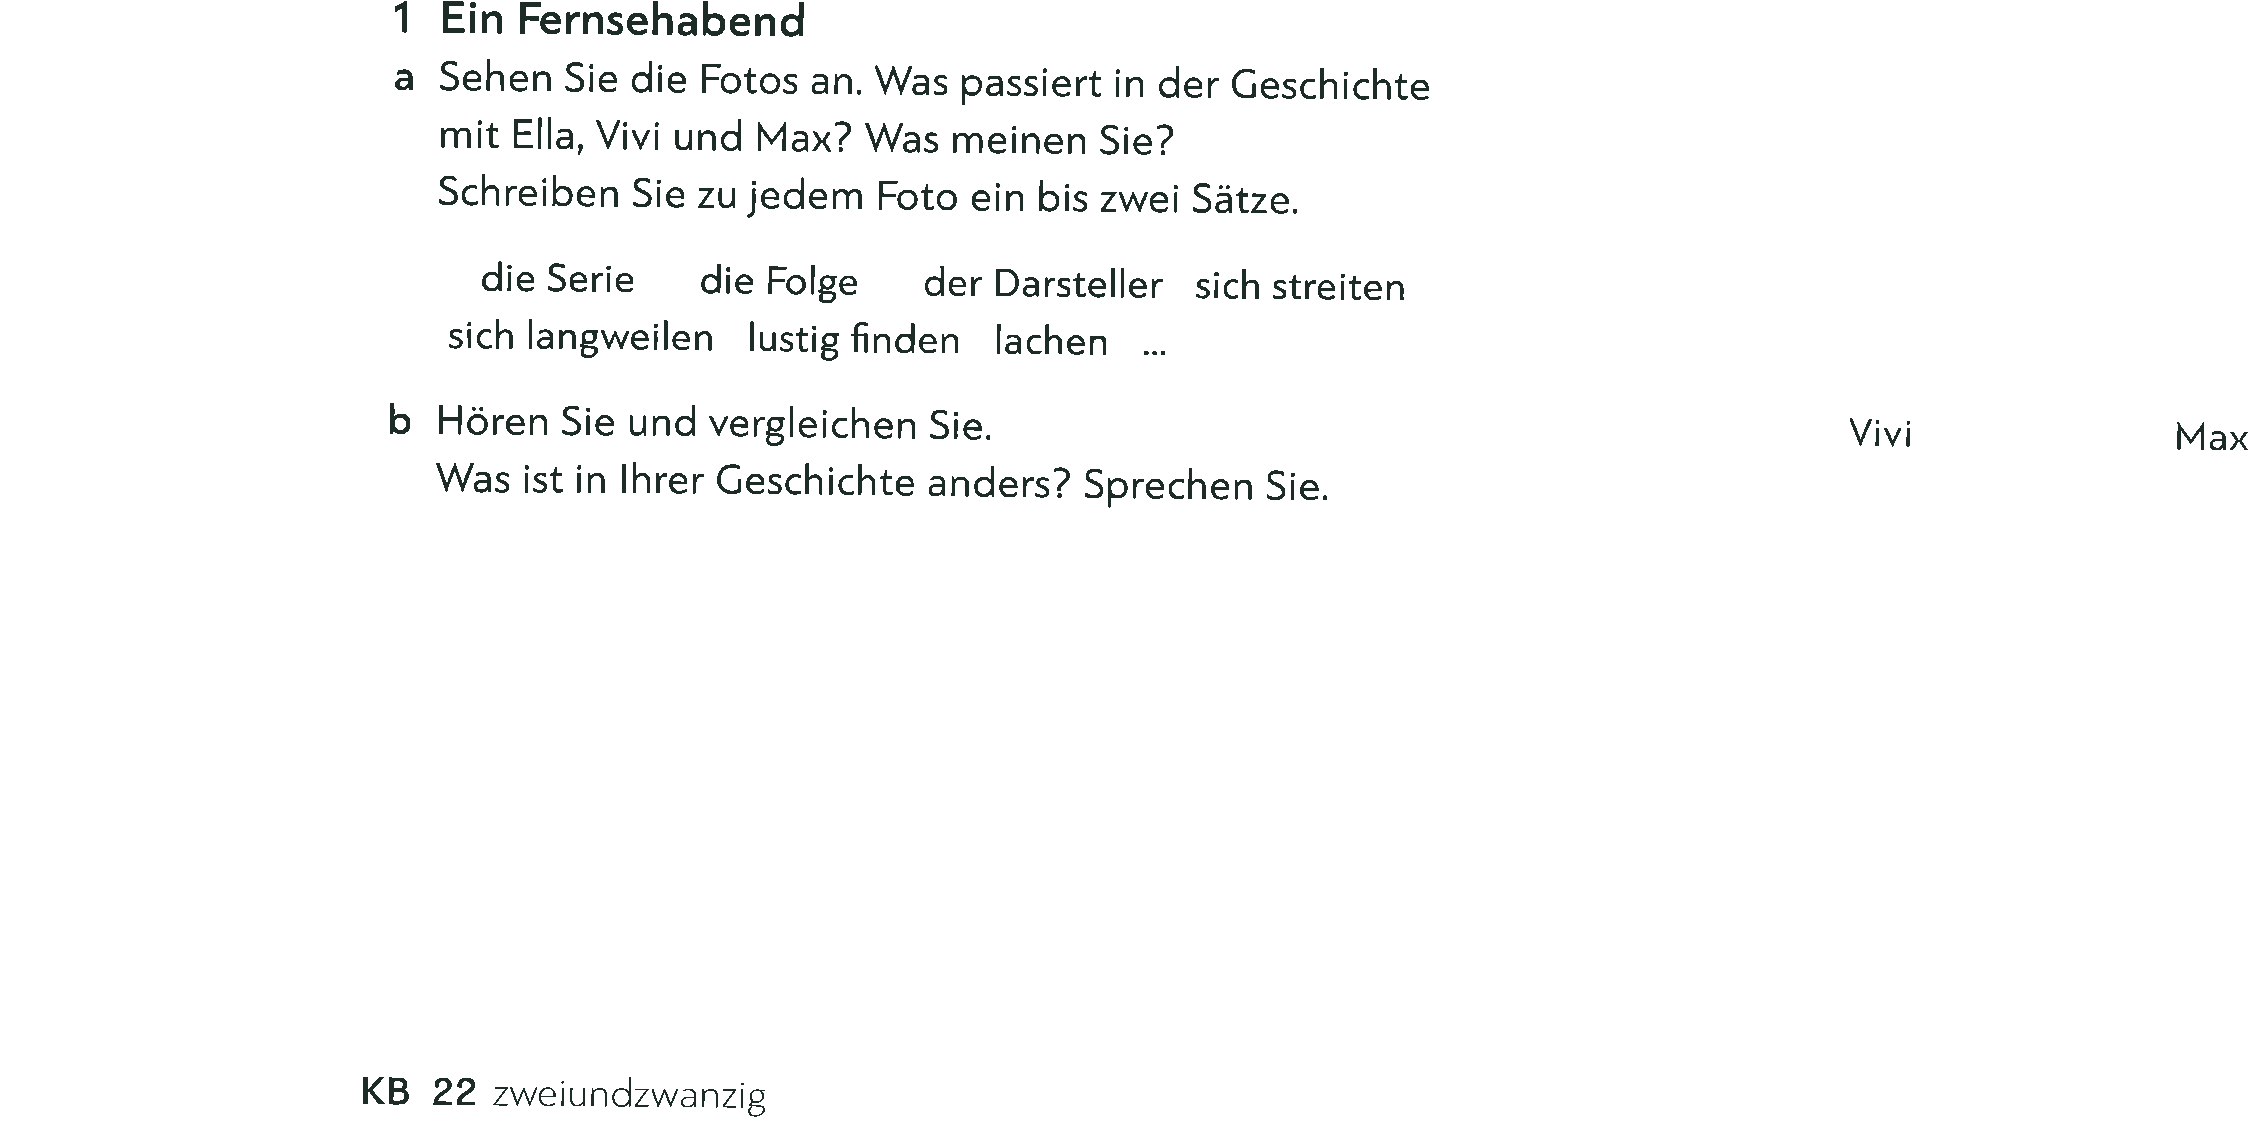 1 Ein Fernsehabend
a Sehen Sie die Fotos an. Was passiert in der Geschichte
mit Ella, Vivi und Max? Was meinen Sie?
Schreiben Sie zu jedem Foto ein bis zwei Sätze.
die Serie die Folge der Darsteller sich streiten
sich langweilen lustig finden lachen ...
b Hören Sie und vergleichen Sie.
Was ist in Ihrer Geschichte anders? Sprechen Sie.
Vivi
Max
KB 22 zweiundzwanzig